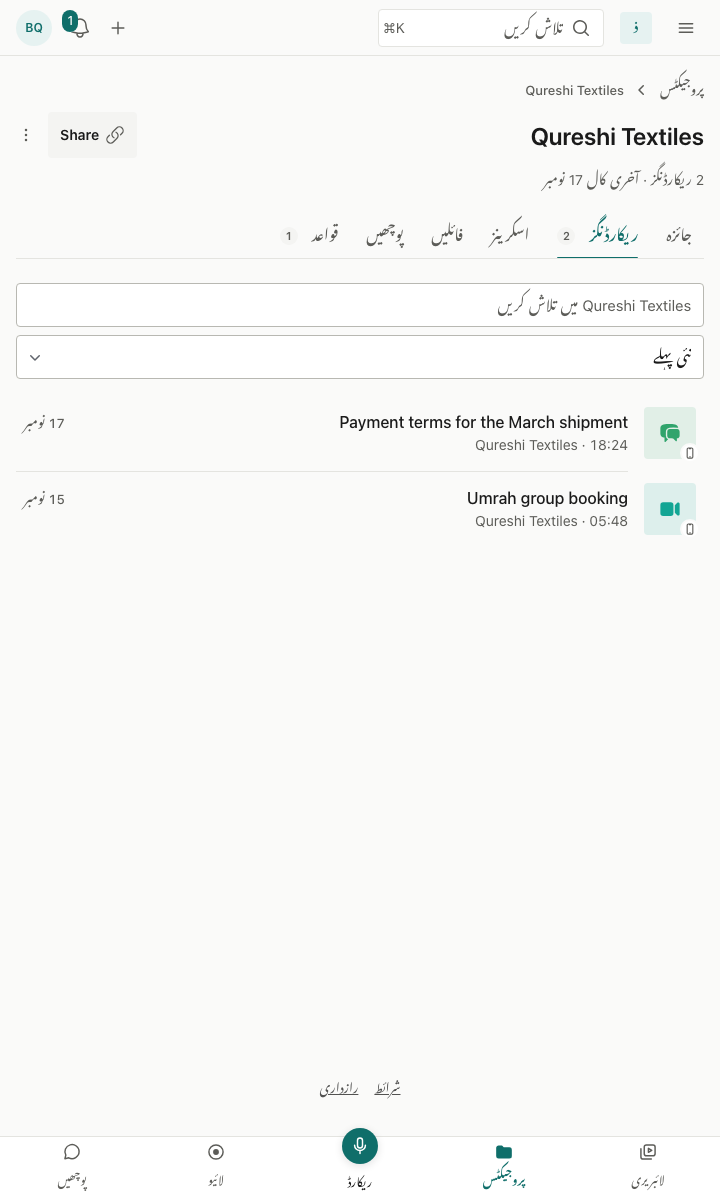 ذ
تلاش کریں ⌘K
1
BQ
پروجیکٹس
Qureshi Textiles
Qureshi Textiles
Share
2 ریکارڈنگز · آخری کال 17 نومبر
جائزہ
ریکارڈنگز 2
اسکرینز
فائلیں
پوچھیں
قواعد 1
Qureshi Textiles میں تلاش کریں
نئی پہلے
Payment terms for the March shipment
17 نومبر
Qureshi Textiles · 18:24
Umrah group booking
15 نومبر
Qureshi Textiles · 05:48
شرائط رازداری
لائبریری
پروجیکٹس
ریکارڈ
لائیو
پوچھیں